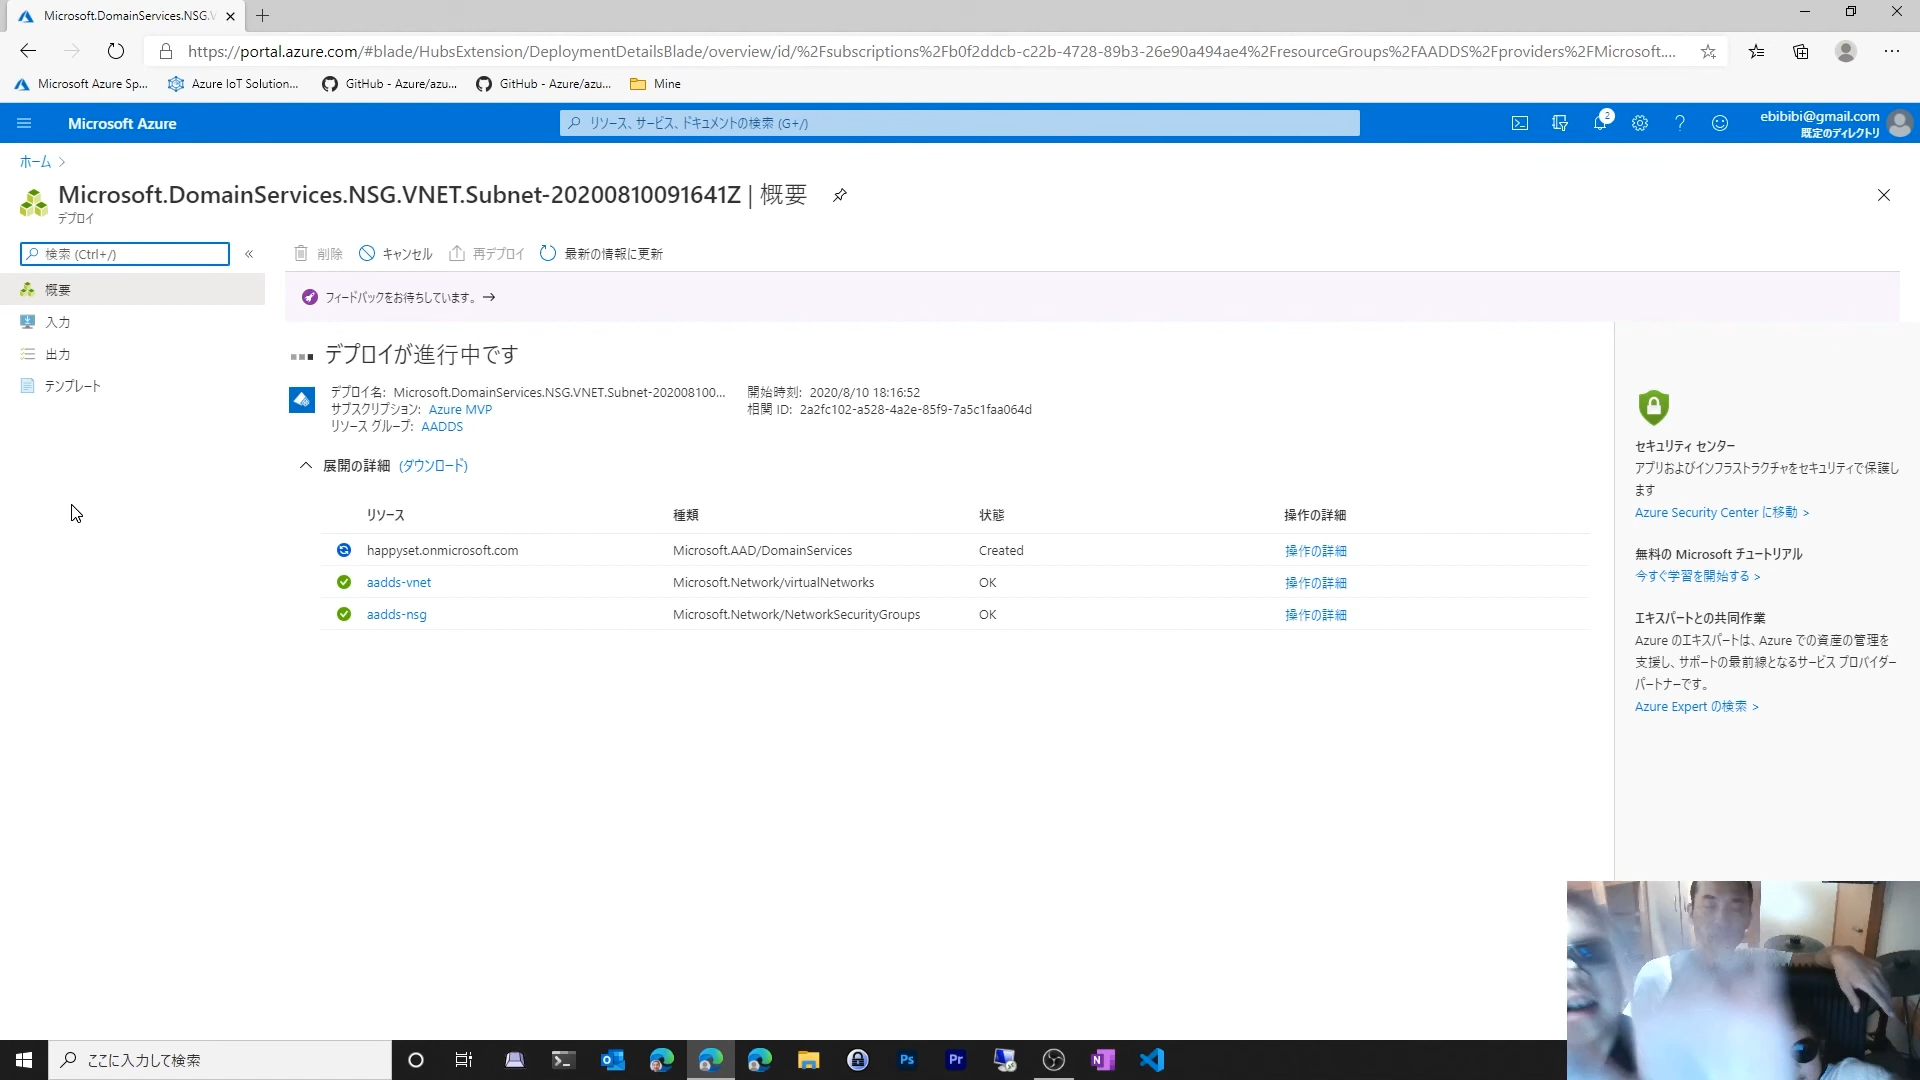 Microsoft.DomainServices.NSG.V
https://portal.azure.com/#blade/HubsExtension/DeploymentDetailsBlade/overview/id/%2Fsubscriptions%2Fb0f2ddcb-c22b-4728-89b3-26e90a494ae4%2FresourceGroups%2FAADDS%2Fproviders%2FMicrosoft....
Microsoft Azure Sp... Azure IoT Solution... GitHub - Azure/azu... GitHub - Azure/azu... Mine
Microsoft Azure
リソース、サービス、ドキュメントの検索 (G+/)
2
ebibibi@gmail.com
既定のディレクトリ
ホーム >
Microsoft.DomainServices.NSG.VNET.Subnet-20200810091641Z | 概要
デプロイ
検索 (Ctrl+/) «
概要
入力
出力
テンプレート
削除 キャンセル 再デプロイ 最新の情報に更新
フィードバックをお待ちしています。 →
デプロイが進行中です
デプロイ名: Microsoft.DomainServices.NSG.VNET.Subnet-202008100... 開始時刻: 2020/8/10 18:16:52
サブスクリプション: Azure MVP 相関 ID: 2a2fc102-a528-4a2e-85f9-7a5c1faa064d
リソース グループ: AADDS
展開の詳細 (ダウンロード)
リソース 種類 状態 操作の詳細
happyset.onmicrosoft.com Microsoft.AAD/DomainServices Created 操作の詳細
aadds-vnet Microsoft.Network/virtualNetworks OK 操作の詳細
aadds-nsg Microsoft.Network/NetworkSecurityGroups OK 操作の詳細
セキュリティ センター
アプリおよびインフラストラクチャをセキュリティで保護し
ます
Azure Security Center に移動 >
無料の Microsoft チュートリアル
今すぐ学習を開始する >
エキスパートとの共同作業
Azure のエキスパートは、Azure での資産の管理を
支援し、サポートの最前線となるサービス プロバイダー
パートナーです。
Azure Expert の検索 >
ここに入力して検索
Ps
Pr
N